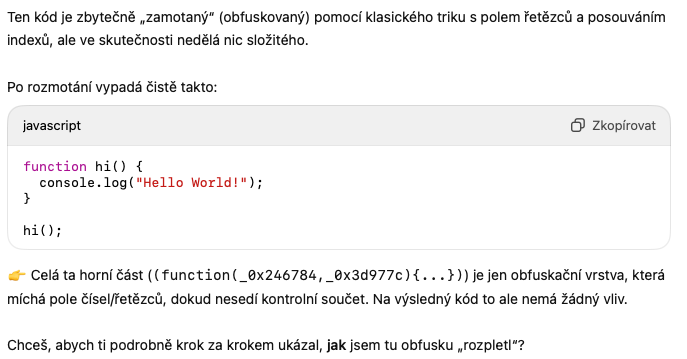 Ten kód je zbytečně „zamotaný“ (obfuskovaný) pomocí klasického triku s polem řetězců a posouváním
indexů, ale ve skutečnosti nedělá nic složitého.
Po rozmotání vypadá čistě takto:
javascript Zkopírovat
function hi() {
  console.log("Hello World!");
}
hi();
👉 Celá ta horní část ((function(_0x246784,_0x3d977c){...})) je jen obfuskační vrstva, která
míchá pole čísel/řetězců, dokud nesedí kontrolní součet. Na výsledný kód to ale nemá žádný vliv.
Chceš, abych ti podrobně krok za krokem ukázal, jak jsem tu obfusku „rozpletl“?